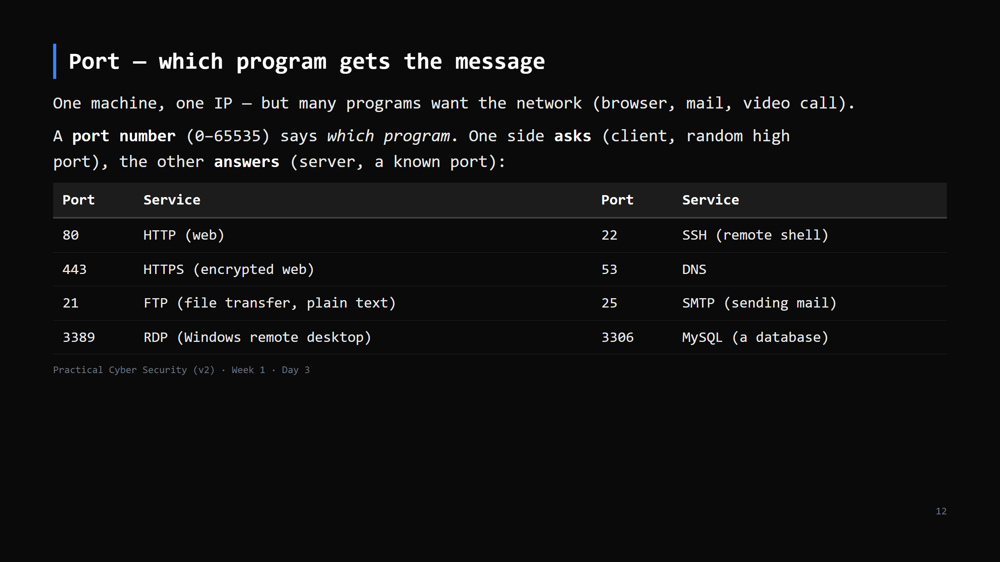 Port — which program gets the message
One machine, one IP — but many programs want the network (browser, mail, video call).
A port number (0–65535) says which program. One side asks (client, random high
port), the other answers (server, a known port):
Port Service Port Service
80 HTTP (web) 22 SSH (remote shell)
443 HTTPS (encrypted web) 53 DNS
21 FTP (file transfer, plain text) 25 SMTP (sending mail)
3389 RDP (Windows remote desktop) 3306 MySQL (a database)
Practical Cyber Security (v2) · Week 1 · Day 3
12